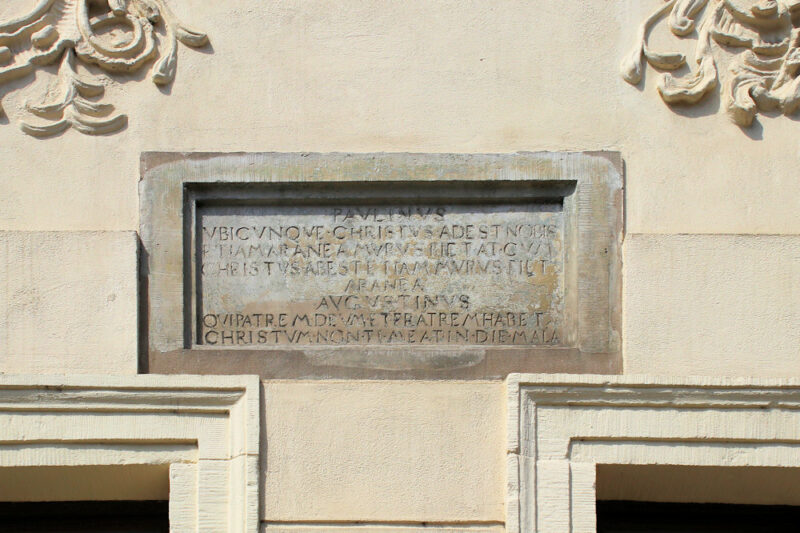 PAVLINVS
VBICVNQVE·CHRISTVS ADEST NOBIS
ETIAM ARANEA MVRVS FIET AT·CVM
CHRISTVS ABEST ETIAM MVRVS FIET
ARANEA
AVGVSTINVS
QVI PATREM·DEVM·ET FRATREM HABET
CHRISTVM·NON·TIMEAT IN·DIE·MALA